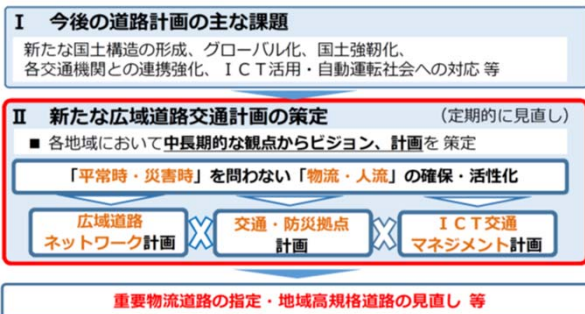 Ⅰ 今後の道路計画の主な課題
新たな国土構造の形成、グローバル化、国土強靭化、
各交通機関との連携強化、ＩＣＴ活用・自動運転社会への対応 等
Ⅱ 新たな広域道路交通計画の策定 (定期的に見直し)
■ 各地域において中長期的な観点からビジョン、計画を 策定
「平常時・災害時」を問わない「物流・人流」の確保・活性化
広域道路
ネットワーク計画
交通・防災拠点
計画
ＩＣＴ交通
マネジメント計画
重要物流道路の指定・地域高規格道路の見直し 等